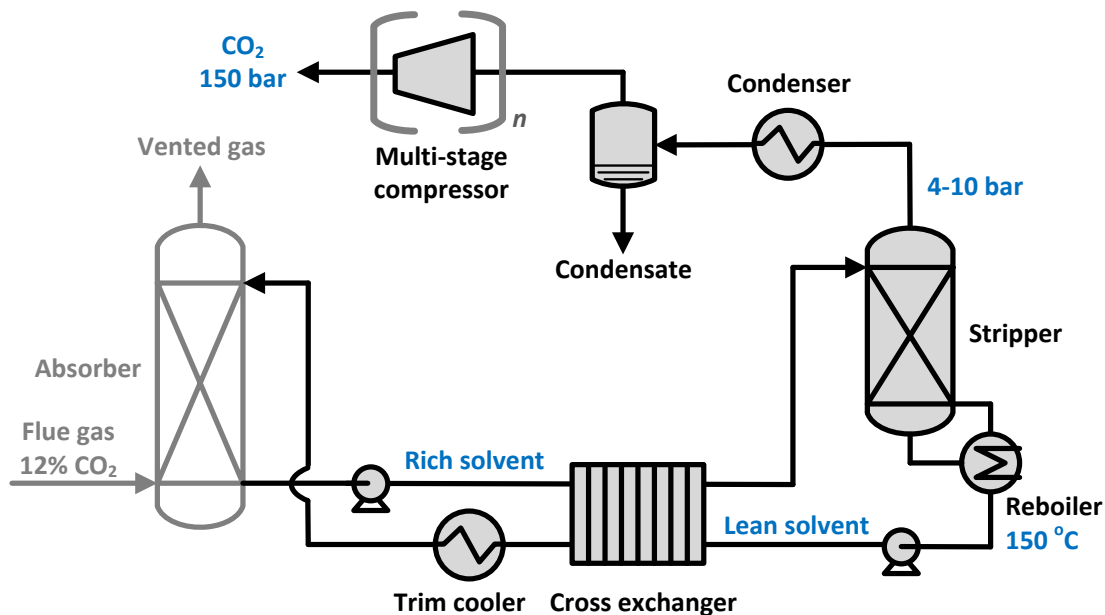 CO₂
150 bar
Condenser
n
Vented gas
Multi-stage
compressor
4-10 bar
Condensate
Stripper
Absorber
Flue gas
12% CO₂
Rich solvent
Reboiler
150 °C
Lean solvent
Trim cooler
Cross exchanger